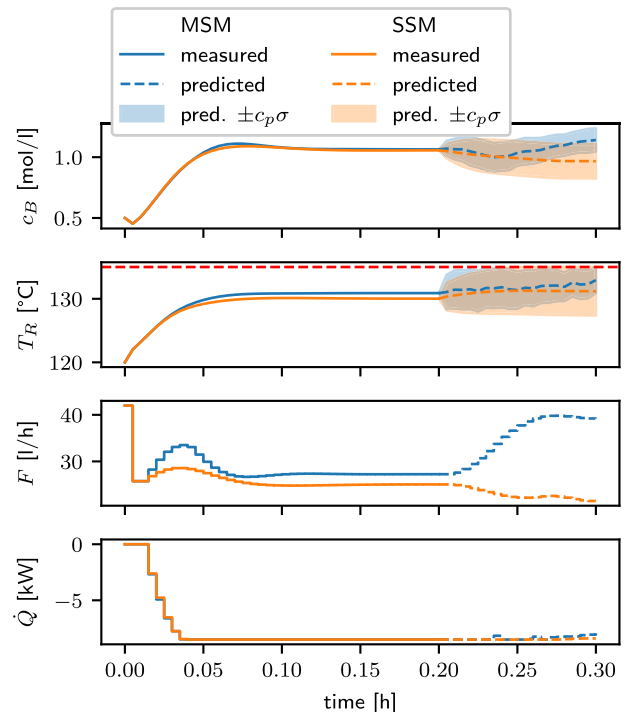 MSM SSM
measured measured
predicted predicted
pred. ±c_pσ pred. ±c_pσ
1.0
0.5
c_B [mol/l]
130
120
T_R [°C]
40
30
F [l/h]
0
−5
Q̇ [kW]
0.00 0.05 0.10 0.15 0.20 0.25 0.30
time [h]